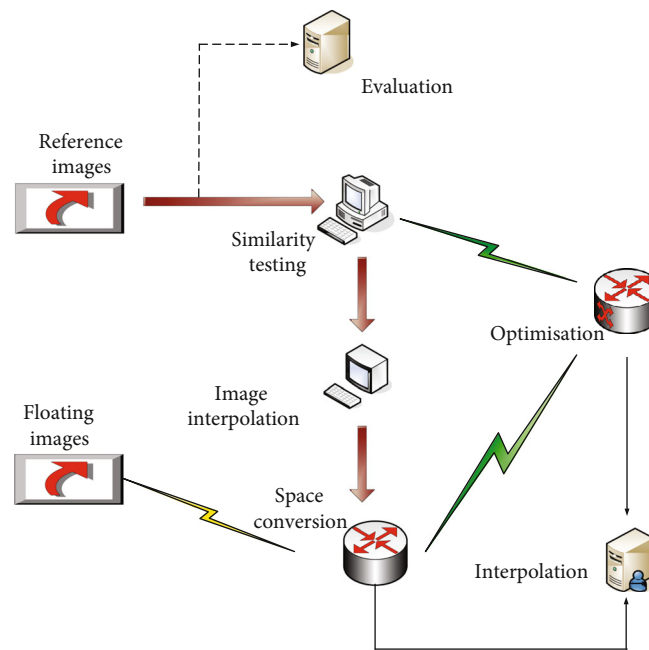 Evaluation
Reference
images
Similarity
testing
Optimisation
Image
interpolation
Floating
images
Space
conversion
Interpolation